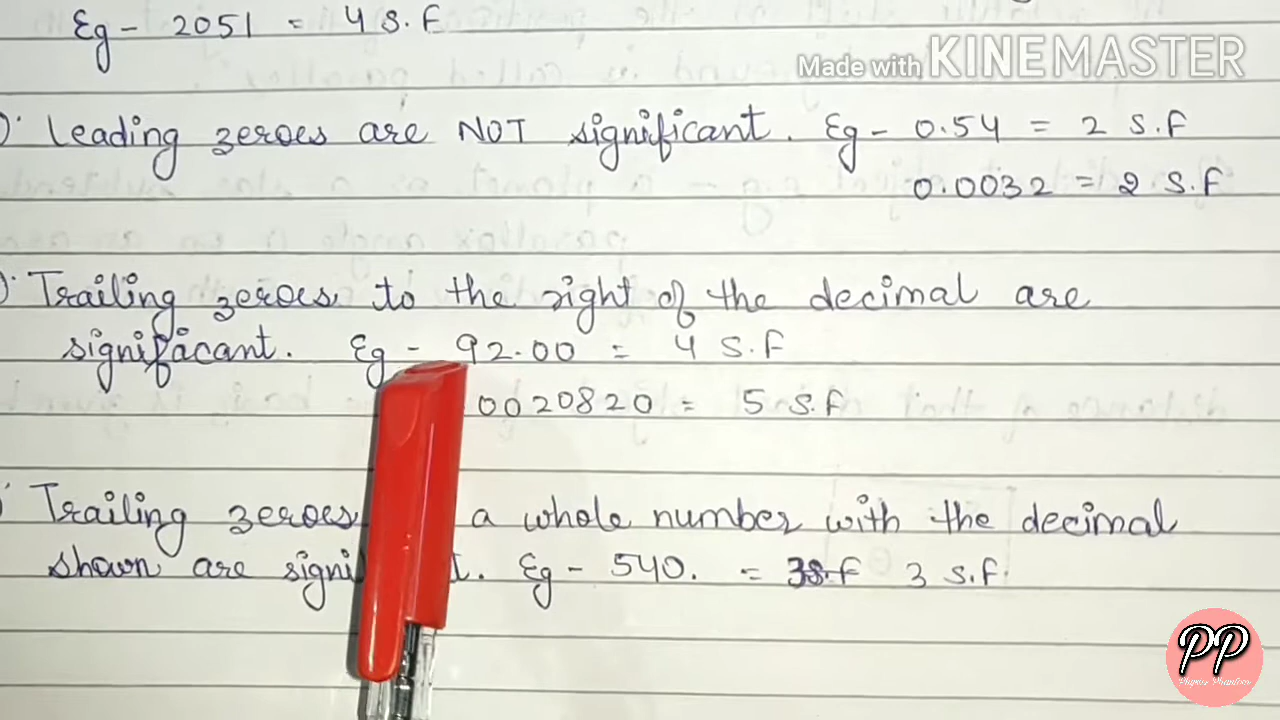 Eg - 2051 = 4 S.F
Made with KINEMASTER
Leading zeroes are NOT significant. Eg - 0.54 = 2 S.F
0.0032 = 2 S.F
Trailing zeroes to the right of the decimal are
significant. Eg - 92.00 = 4 S.F
0020820 = 5 S.F
Trailing zeroes a whole number with the decimal
shown are Eg - 540. = 3 S.F
PP
Physics Phantom